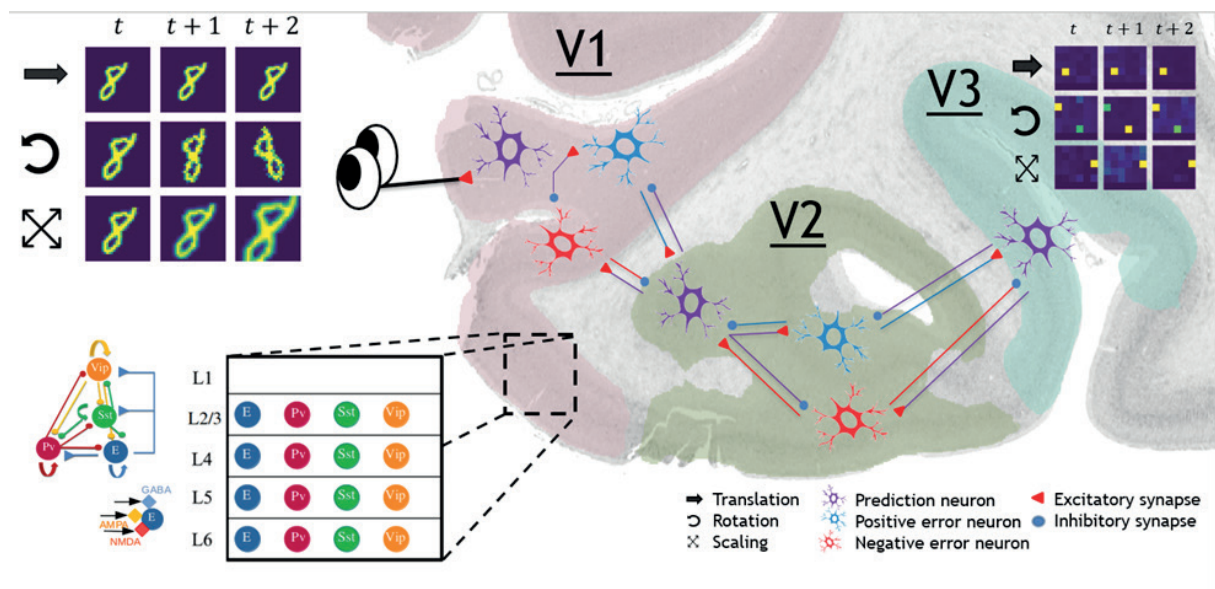 t t + 1 t + 2
V1
V2
V3
t t + 1 t + 2
Vip
Sst
Pv E
GABA
AMPA E
NMDA
L1
L2/3 E Pv Sst Vip
L4 E Pv Sst Vip
L5 E Pv Sst Vip
L6 E Pv Sst Vip
Translation
Rotation
Scaling
Prediction neuron
Positive error neuron
Negative error neuron
Excitatory synapse
Inhibitory synapse